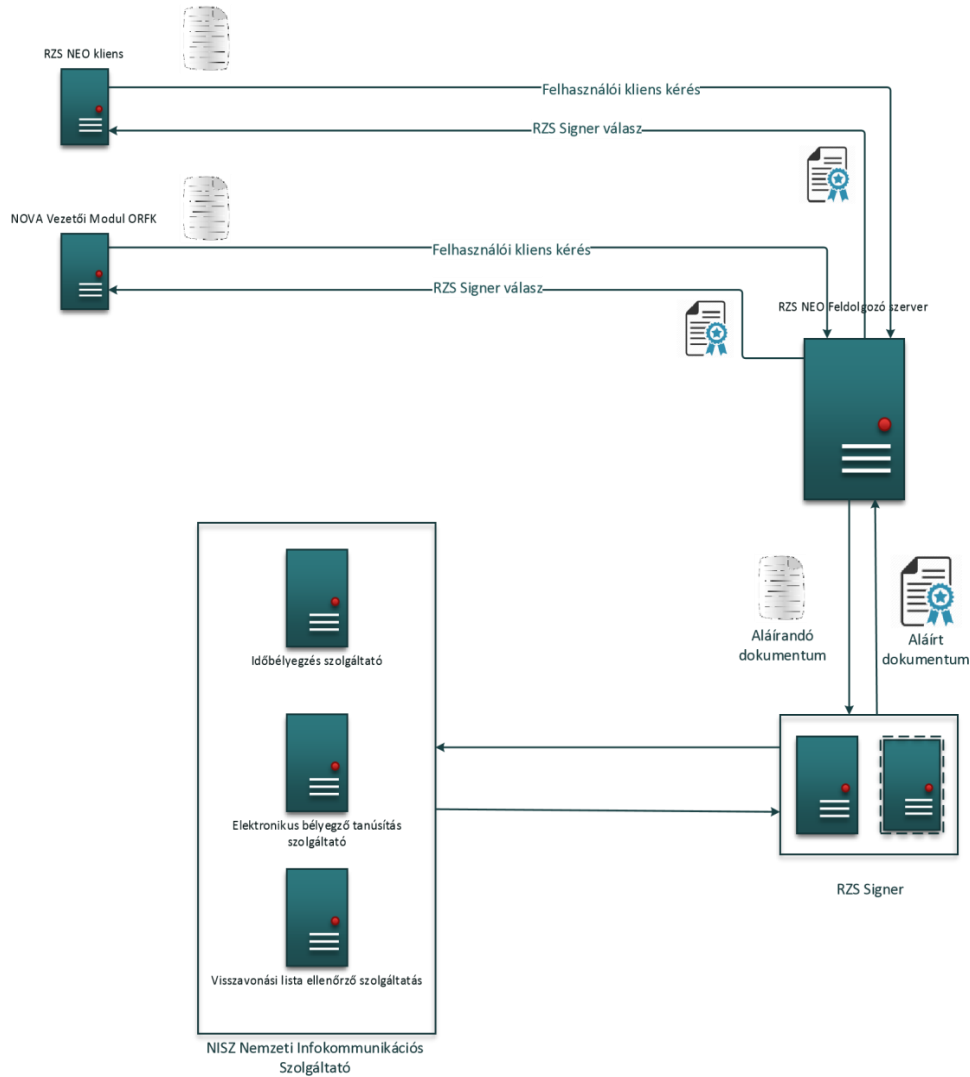 RZS NEO kliens
Felhasználói kliens kérés
RZS Signer válasz
NOVA Vezetői Modul ORFK
Felhasználói kliens kérés
RZS Signer válasz
RZS NEO Feldolgozó szerver
Aláírandó
dokumentum
Aláírt
dokumentum
Időbélyegzés szolgáltató
Elektronikus bélyegző tanúsítás
szolgáltató
RZS Signer
Visszavonási lista ellenőrző szolgáltatás
NISZ Nemzeti Infokommunikációs
Szolgáltató